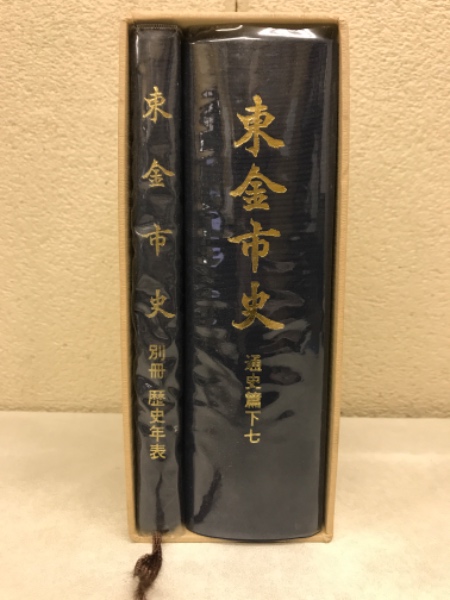 東金市史
通史篇下七
東金市史
別冊 歴史年表